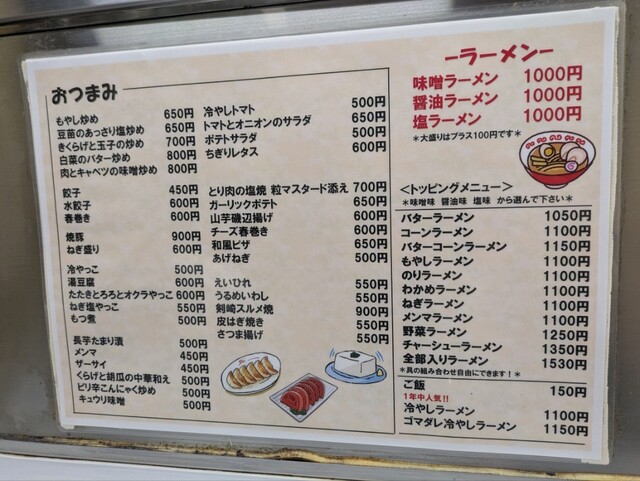 おつまみ
もやし炒め 650円
豆苗のあっさり塩炒め 650円
きくらげと玉子の炒め 700円
白菜のバター炒め 800円
肉とキャベツの味噌炒め 800円
餃子 450円
水餃子 600円
春巻き 600円
焼豚 900円
ねぎ盛り 600円
冷やっこ 500円
湯豆腐 600円
たたきとろろとオクラやっこ 600円
ねぎ塩やっこ 550円
もつ煮 500円
長芋たまり漬 500円
メンマ 450円
ザーサイ 450円
くらげと胡瓜の中華和え 500円
ピリ辛こんにゃく炒め 500円
キュウリ味噌 500円
冷やしトマト 500円
トマトとオニオンのサラダ 650円
ポテトサラダ 500円
ちぎりレタス 600円
とり肉の塩焼 粒マスタード添え 700円
ガーリックポテト 650円
山芋磯辺揚げ 600円
チーズ春巻き 600円
和風ピザ 650円
あげねぎ 500円
えいひれ 550円
うるめいわし 550円
剣崎スルメ焼 900円
皮はぎ焼き 550円
さつま揚げ 550円
-ラーメン-
味噌ラーメン 1000円
醤油ラーメン 1000円
塩ラーメン 1000円
＊大盛りはプラス100円です＊
＜トッピングメニュー＞
＊味噌味 醤油味 塩味 から選んで下さい＊
バターラーメン 1050円
コーンラーメン 1100円
バターコーンラーメン 1150円
もやしラーメン 1100円
のりラーメン 1100円
わかめラーメン 1100円
ねぎラーメン 1100円
メンマラーメン 1100円
野菜ラーメン 1250円
チャーシューラーメン 1350円
全部入りラーメン 1530円
＊具の組み合わせ自由にできます！＊
ご飯 150円
1年中人気!!
冷やしラーメン 1100円
ゴマダレ冷やしラーメン 1150円